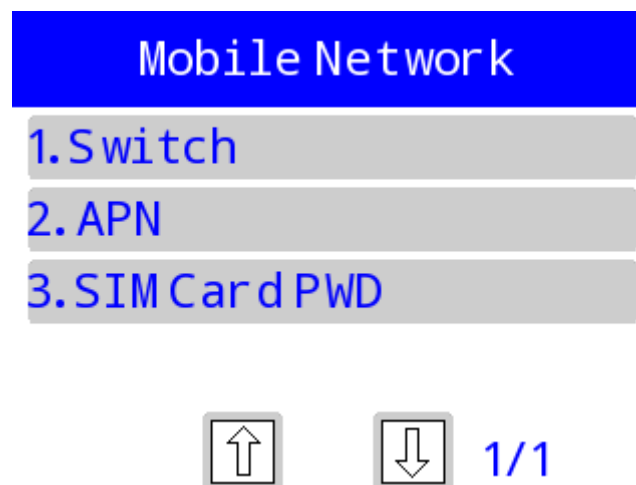 Mobile Network
1. Switch
2. APN
3. SIM Card PWD
1/1